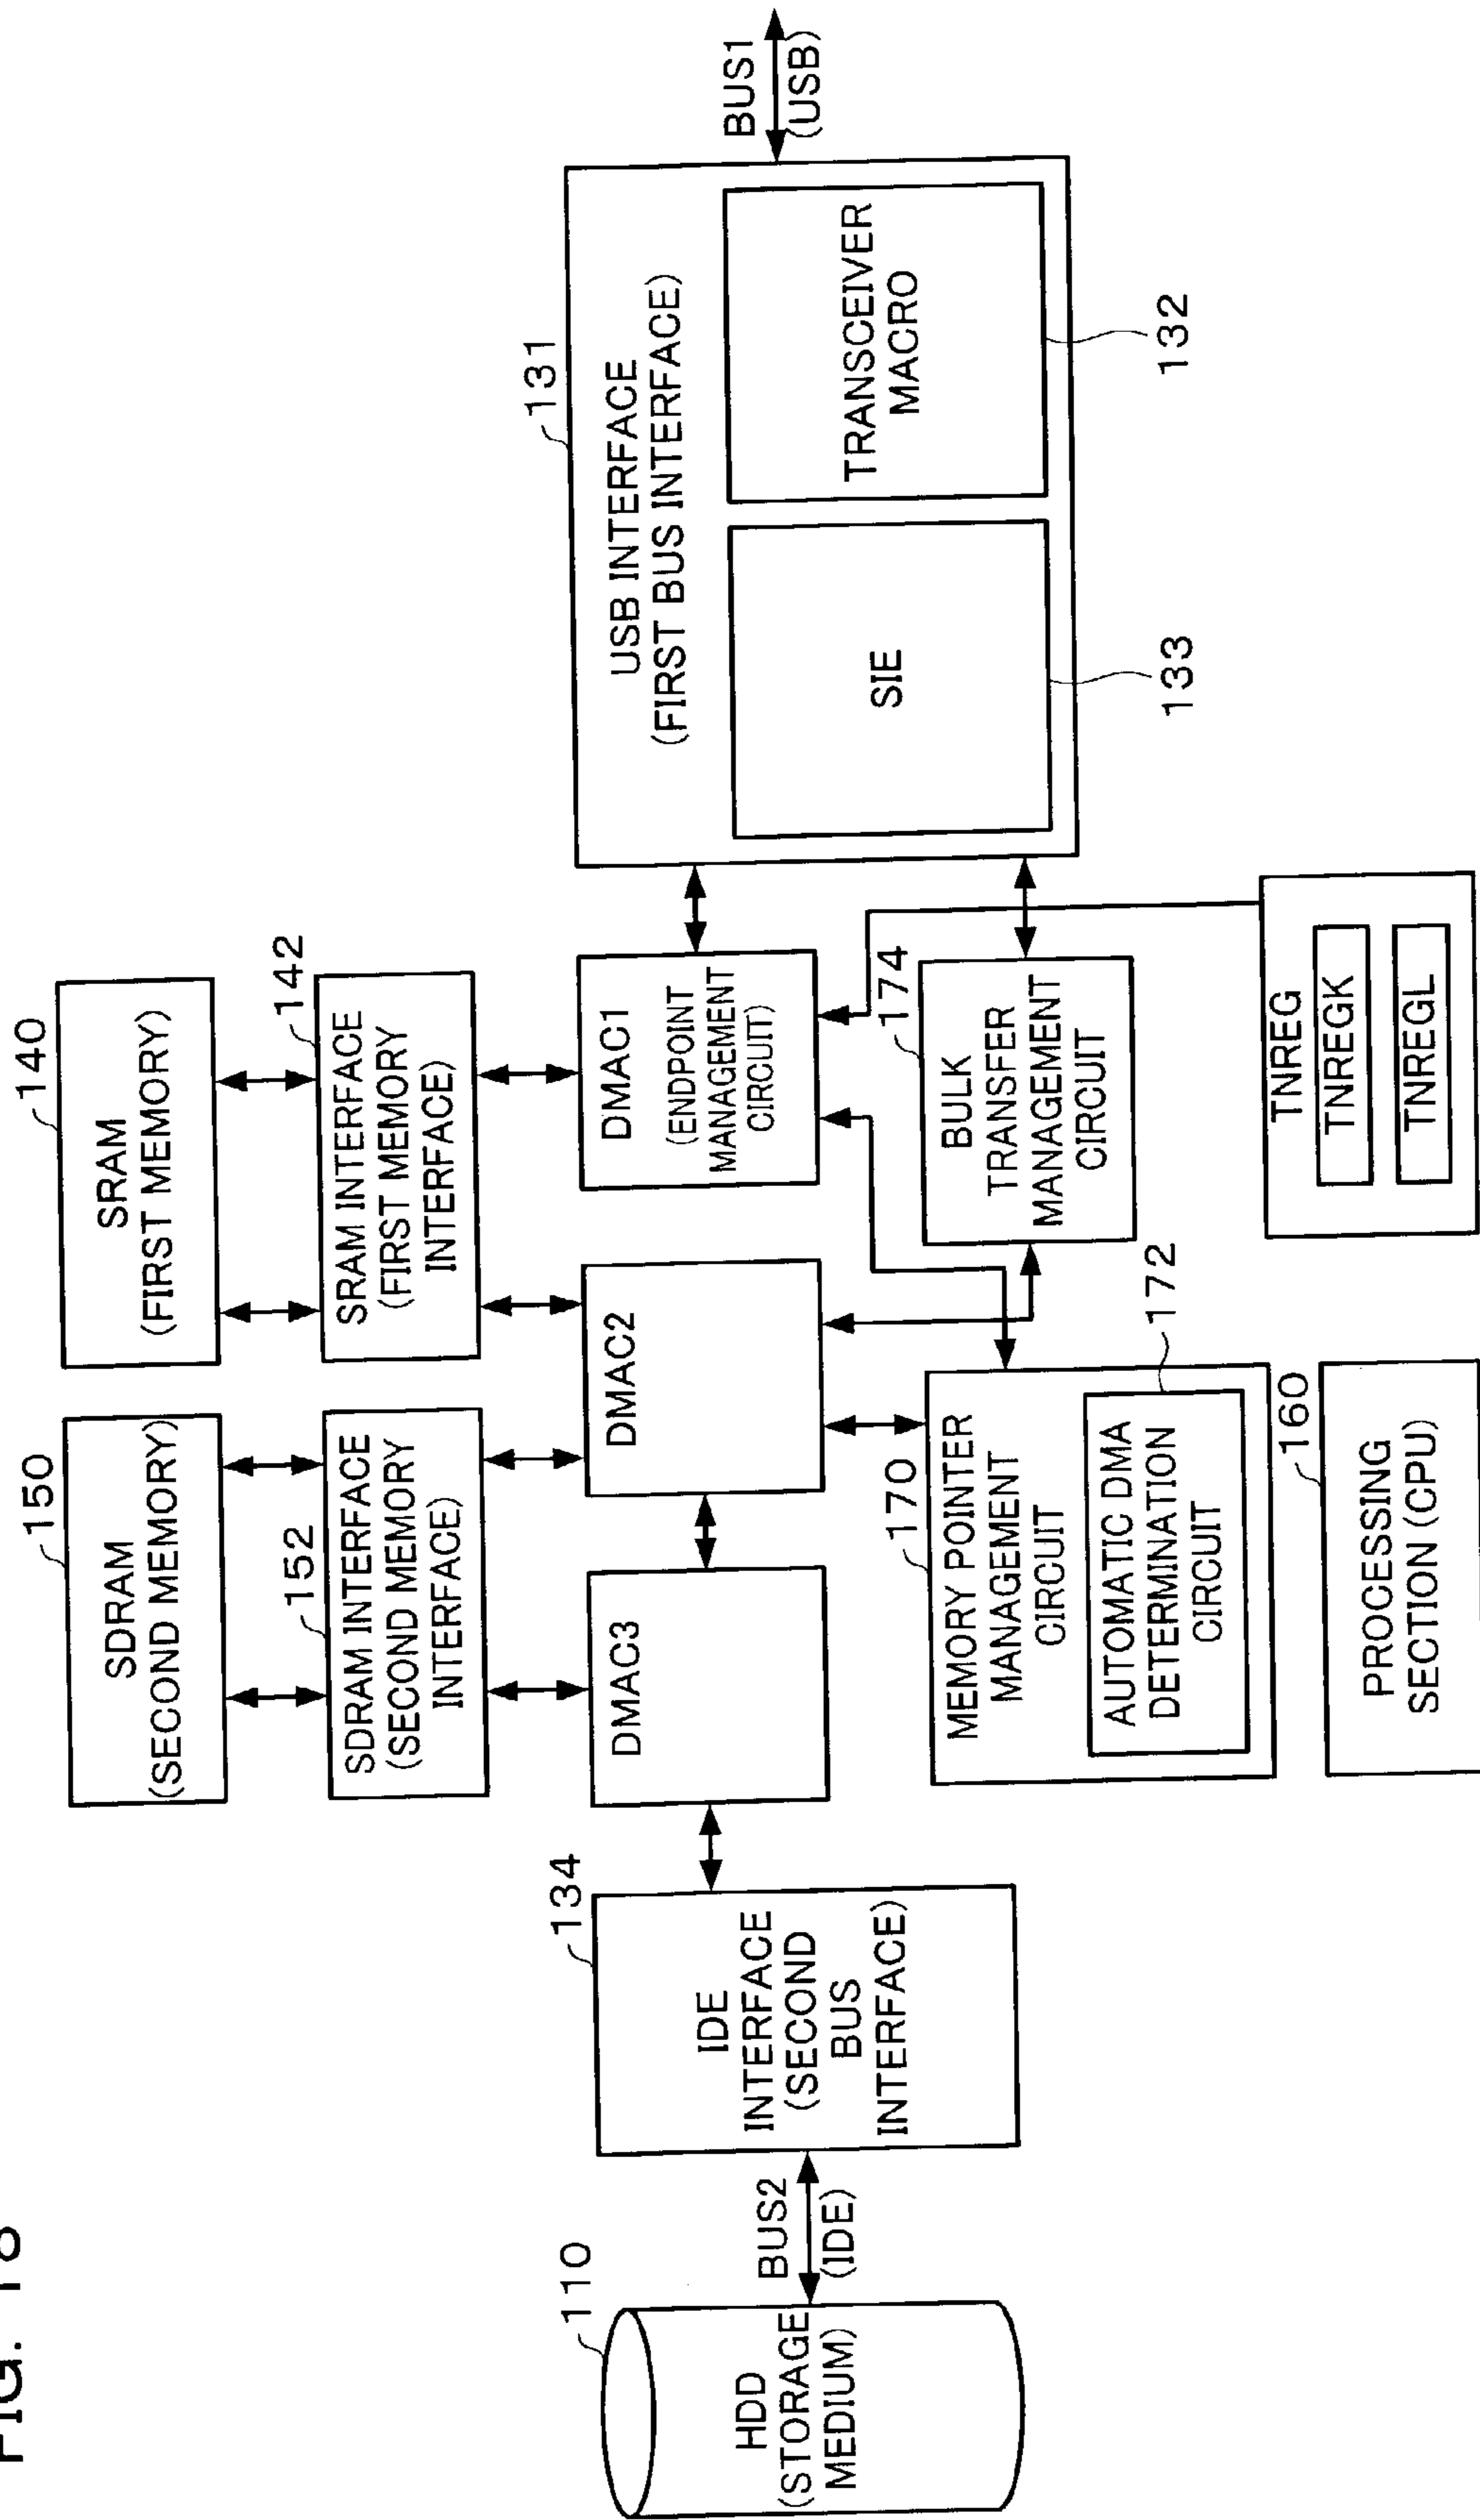 FIG. 18
150
SDRAM
(SECOND MEMORY)
140
SRAM
(FIRST MEMORY)
152
SDRAM INTERFACE
(SECOND MEMORY
INTERFACE)
142
SRAM INTERFACE
(FIRST MEMORY
INTERFACE)
110
HDD
(STORAGE
MEDIUM)
BUS2
(IDE)
134
IDE
INTERFACE
(SECOND
BUS
INTERFACE)
DMAC3
DMAC2
DMAC1
(ENDPOINT
MANAGEMENT
CIRCUIT)
131
USB INTERFACE
(FIRST BUS INTERFACE)
SIE
133
TRANSCEIVER
MACRO
132
BUS1
(USB)
170
MEMORY POINTER
MANAGEMENT
CIRCUIT
AUTOMATIC DMA
DETERMINATION
CIRCUIT
172
174
BULK
TRANSFER
MANAGEMENT
CIRCUIT
160
PROCESSING
SECTION (CPU)
TNREG
TNREGK
TNREGL